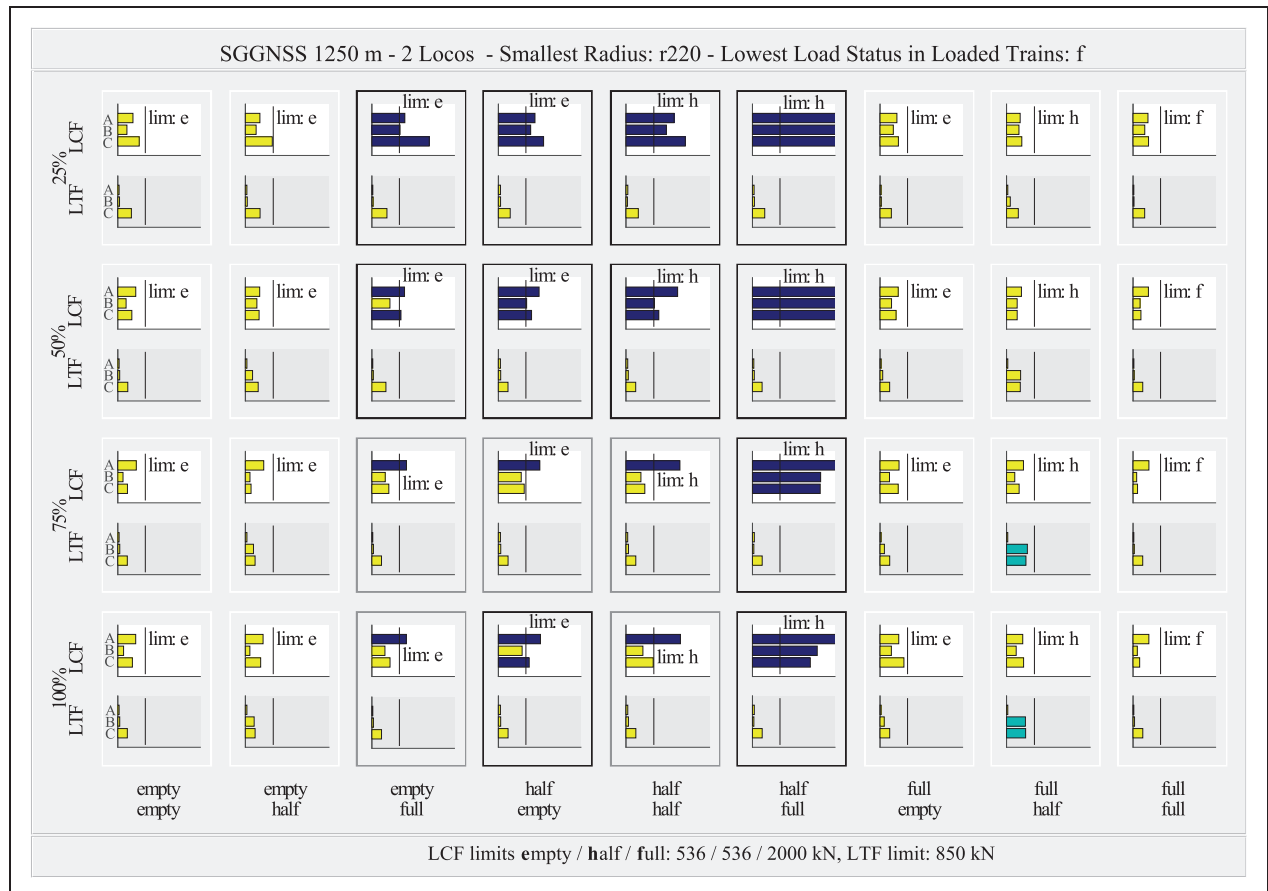 SGGNSS 1250 m - 2 Locos - Smallest Radius: r220 - Lowest Load Status in Loaded Trains: f
25%
LCF
A
B
C
lim: e
lim: e
lim: e
lim: e
lim: h
lim: h
lim: e
lim: h
lim: f
LTF
A
B
C
50%
LCF
A
B
C
lim: e
lim: e
lim: e
lim: e
lim: h
lim: h
lim: e
lim: h
lim: f
LTF
A
B
C
75%
LCF
A
B
C
lim: e
lim: e
lim: e
lim: e
lim: h
lim: h
lim: e
lim: h
lim: f
LTF
A
B
C
100%
LCF
A
B
C
lim: e
lim: e
lim: e
lim: e
lim: h
lim: h
lim: e
lim: h
lim: f
LTF
A
B
C
empty empty empty half half half full full full
empty half full empty half full empty half full
LCF limits empty / half / full: 536 / 536 / 2000 kN, LTF limit: 850 kN